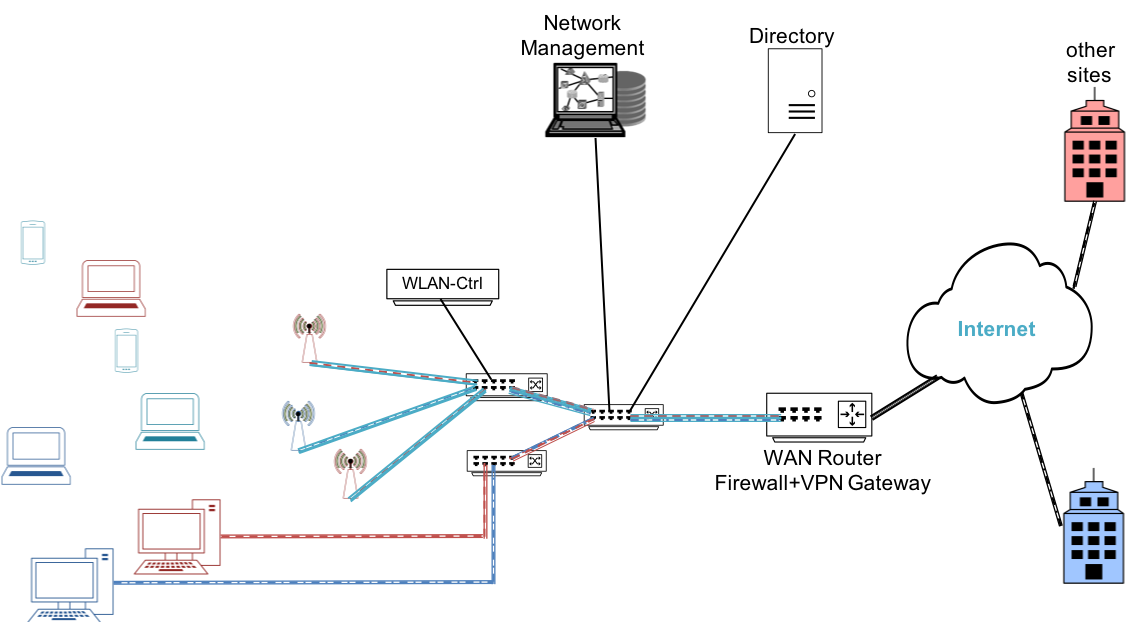 Network
Management
Directory
other
sites
WLAN-Ctrl
Internet
WAN Router
Firewall+VPN Gateway